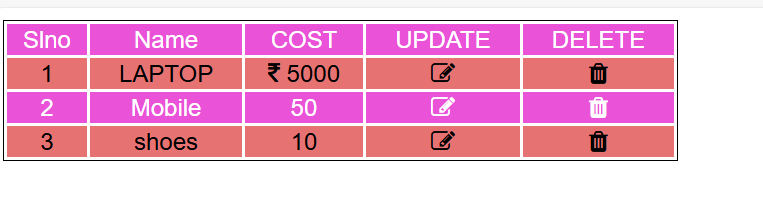 Slno Name COST UPDATE DELETE
1 LAPTOP ₹ 5000
2 Mobile 50
3 shoes 10